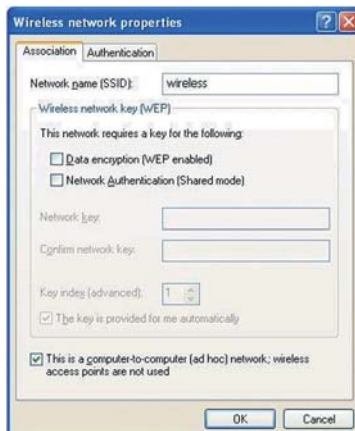 Wireless network properties
Association
Authentication
Network name (SSID):
wireless
Wireless network key (WEP)
This network requires a key for the following:
Data encryption (WEP enabled)
Network Authentication (Shared mode)
Network key:
Confirm network key:
Key index (advanced):
1
The key is provided for me automatically
This is a computer-to-computer (ad hoc) network; wireless
access points are not used
OK
Cancel